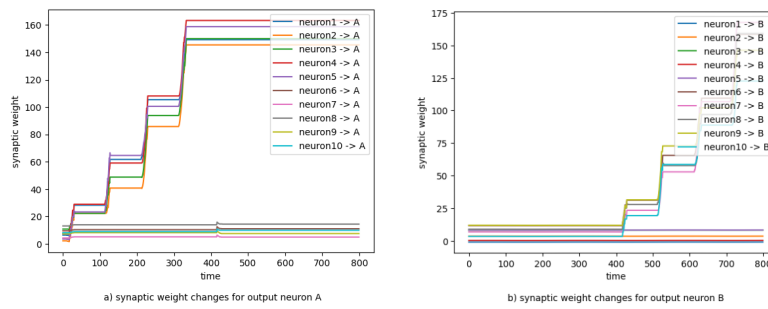 160
140
120
100
80
60
40
20
0
synaptic weight
neuron1 -> A
neuron2 -> A
neuron3 -> A
neuron4 -> A
neuron5 -> A
neuron6 -> A
neuron7 -> A
neuron8 -> A
neuron9 -> A
neuron10 -> A
0 100 200 300 400 500 600 700 800
time
a) synaptic weight changes for output neuron A
175
150
125
100
75
50
25
0
synaptic weight
neuron1 -> B
neuron2 -> B
neuron3 -> B
neuron4 -> B
neuron5 -> B
neuron6 -> B
neuron7 -> B
neuron8 -> B
neuron9 -> B
neuron10 -> B
0 100 200 300 400 500 600 700 800
time
b) synaptic weight changes for output neuron B